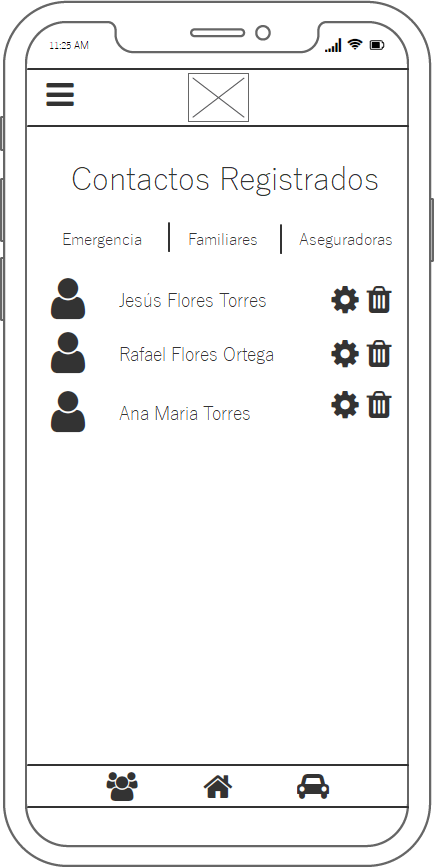 11:25 AM
Contactos Registrados
Emergencia Familiares Aseguradoras
Jesús Flores Torres
Rafael Flores Ortega
Ana Maria Torres